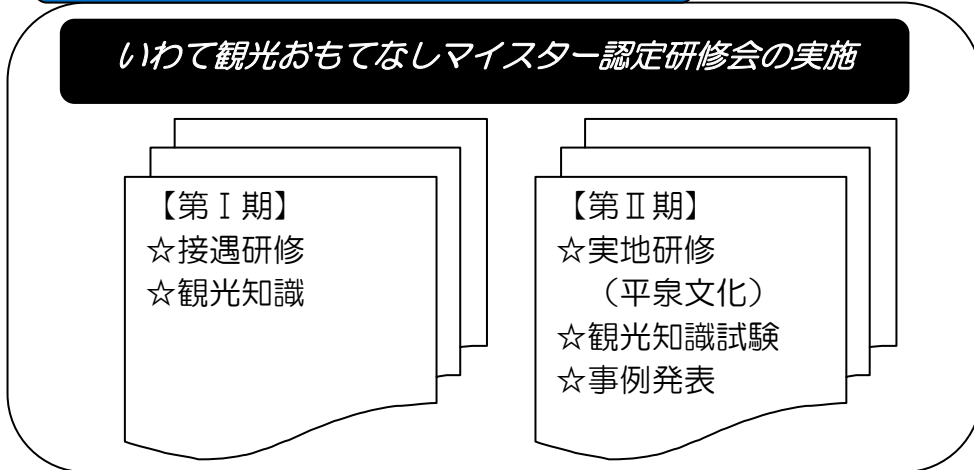 いわて観光おもてなしマイスター認定研修会の実施
【第Ⅰ期】
☆接遇研修
☆観光知識
【第Ⅱ期】
☆実地研修
（平泉文化）
☆観光知識試験
☆事例発表